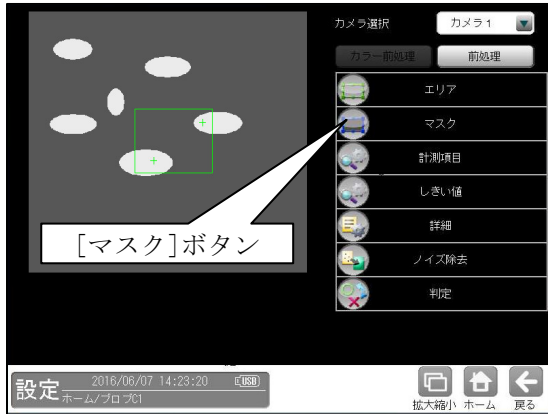 カメラ選択
カメラ1
カラー前処理
前処理
エリア
マスク
計測項目
しきい値
[マスク]ボタン
詳細
ノイズ除去
判定
設定
2016/06/07 14:23:20
USB
ホーム/ブロブC1
拡大縮小
ホーム
戻る